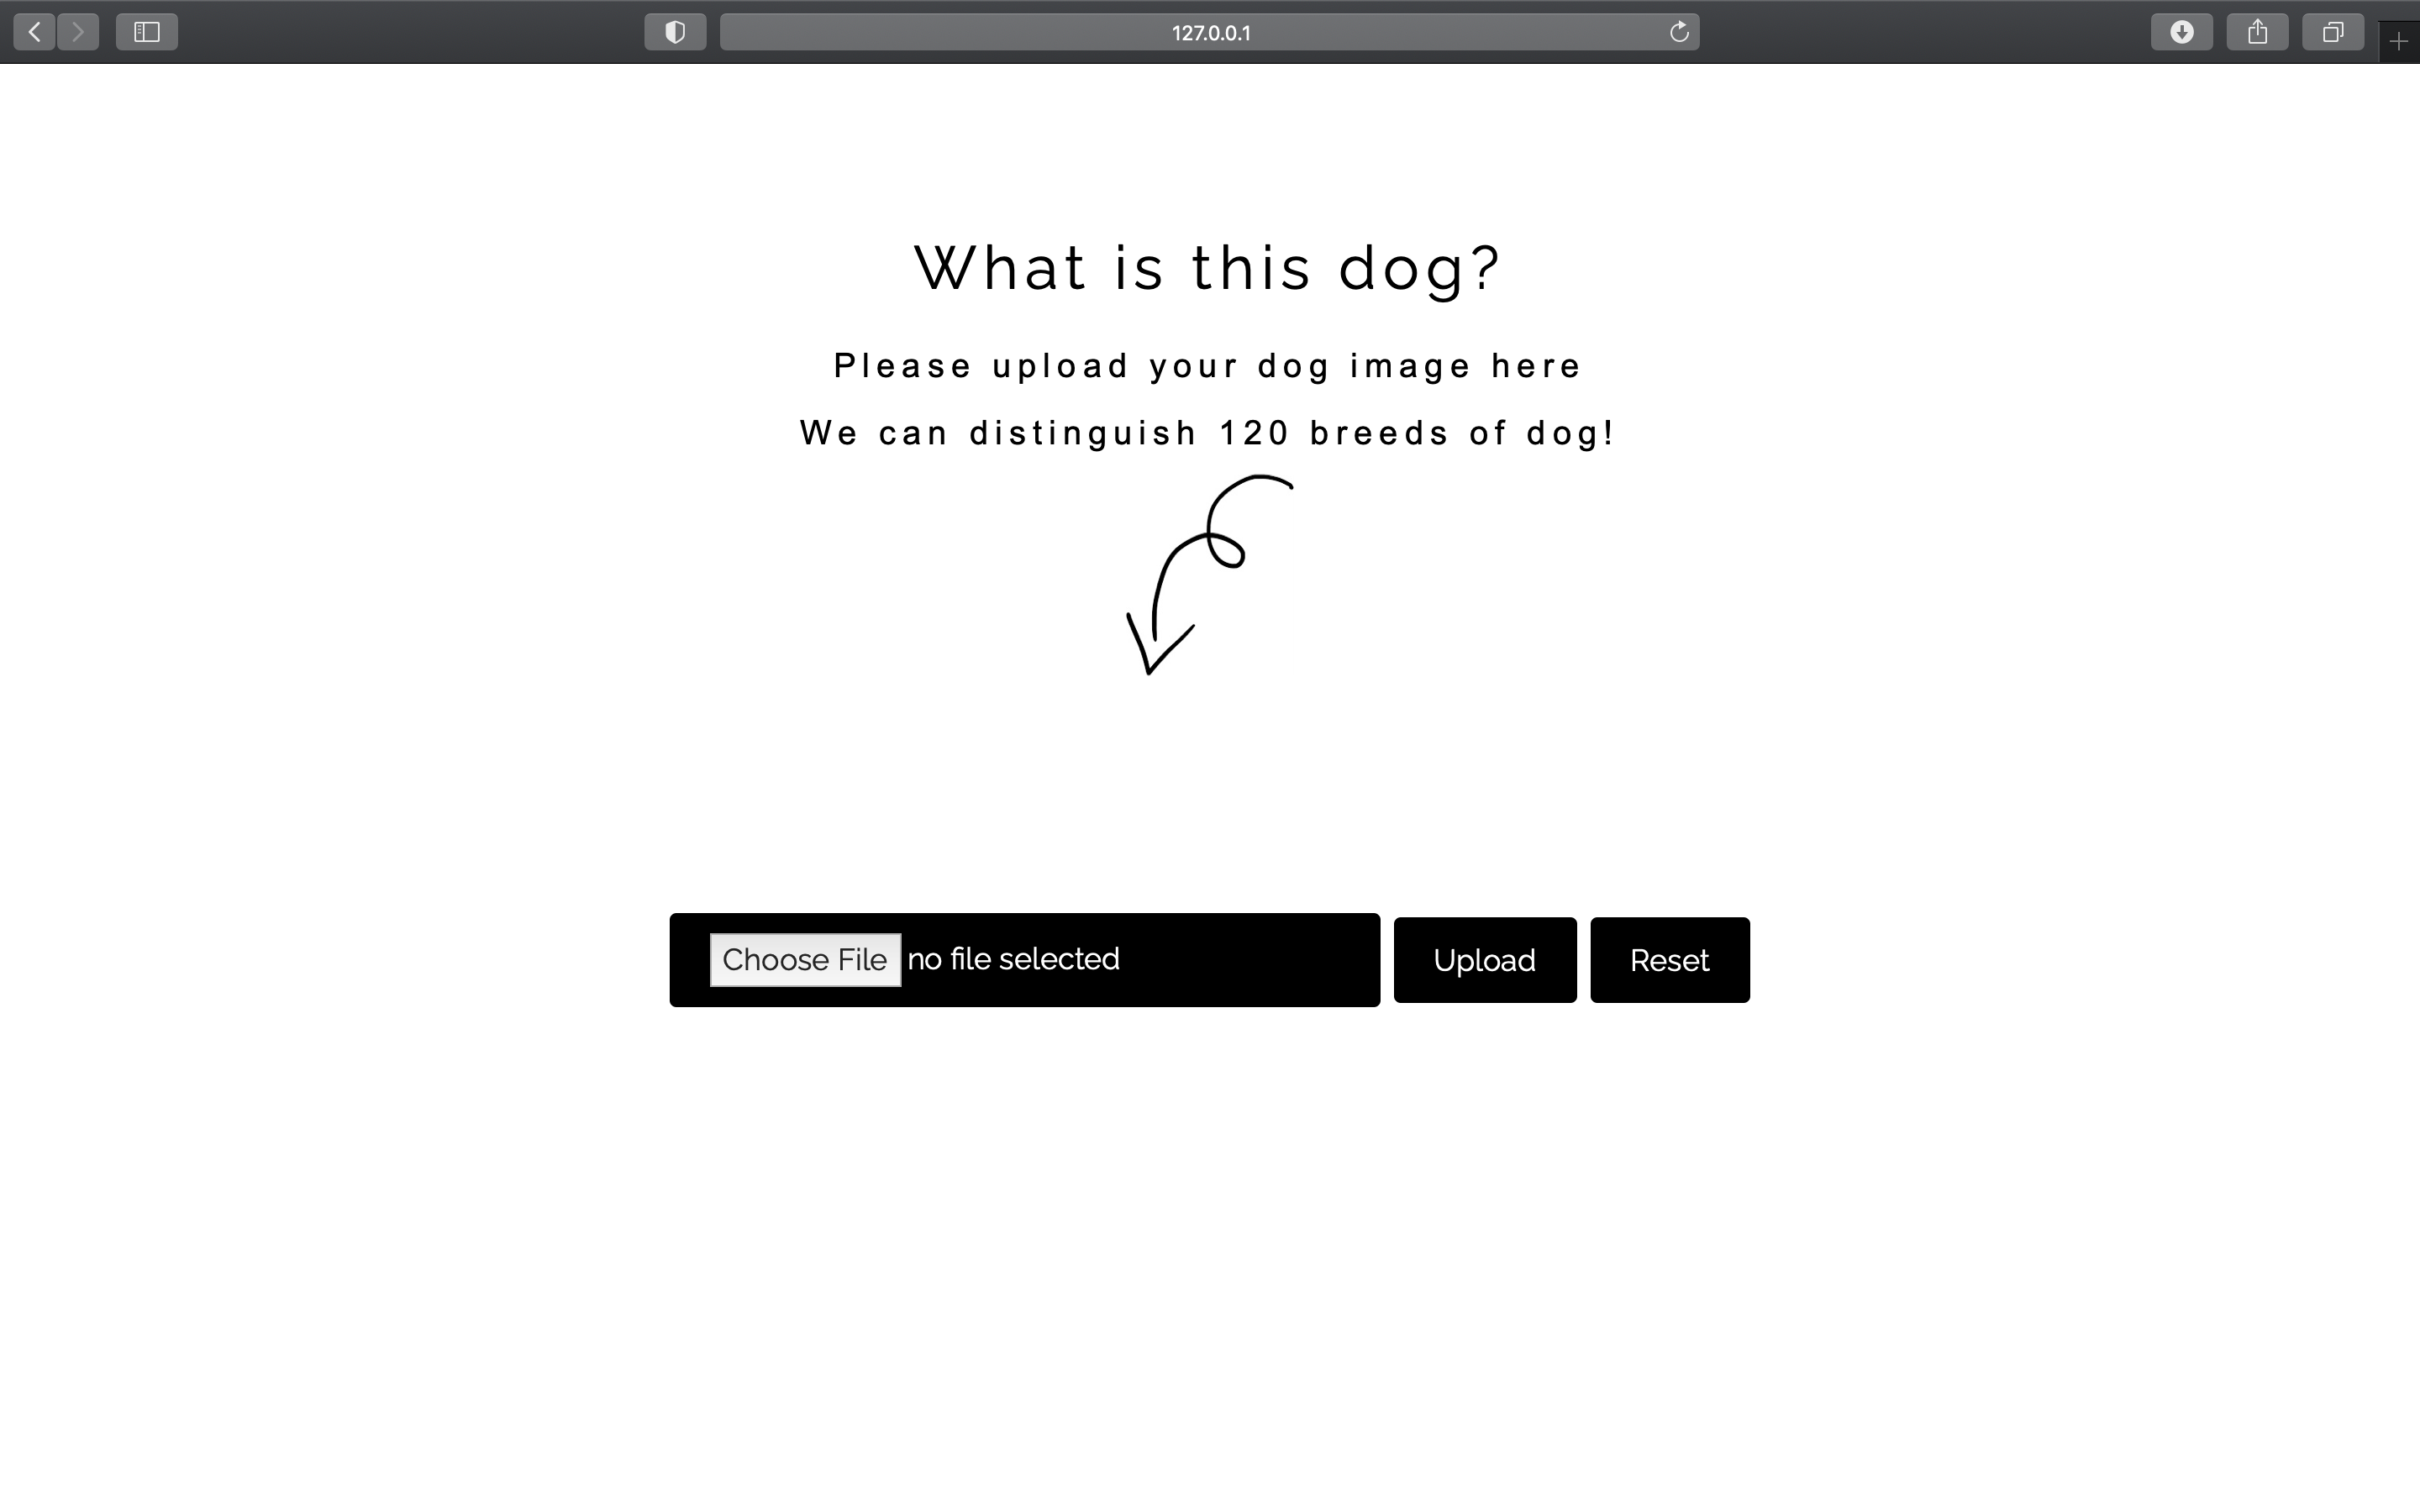 127.0.0.1
What is this dog?
Please upload your dog image here
We can distinguish 120 breeds of dog!
Choose File no file selected Upload Reset